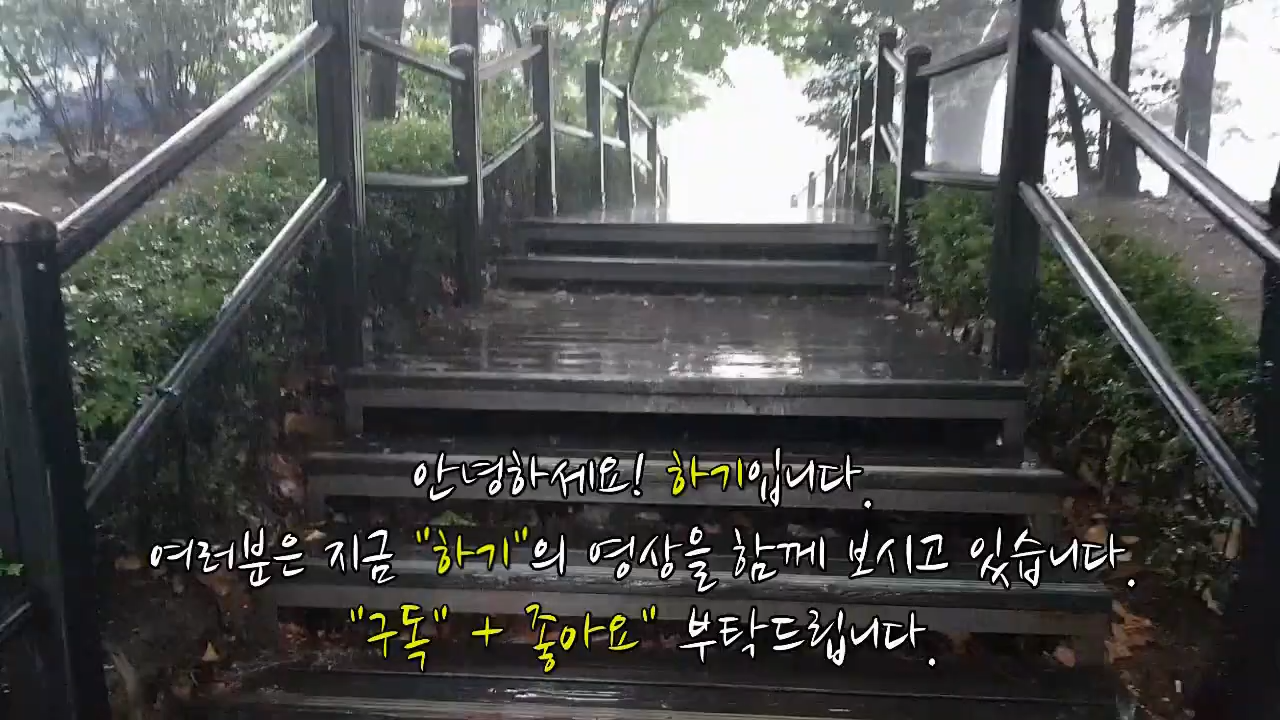 안녕하세요! 하기입니다.
여러분은 지금 "하기"의 영상을 함께 보시고 있습니다.
"구독" + 좋아요" 부탁드립니다.